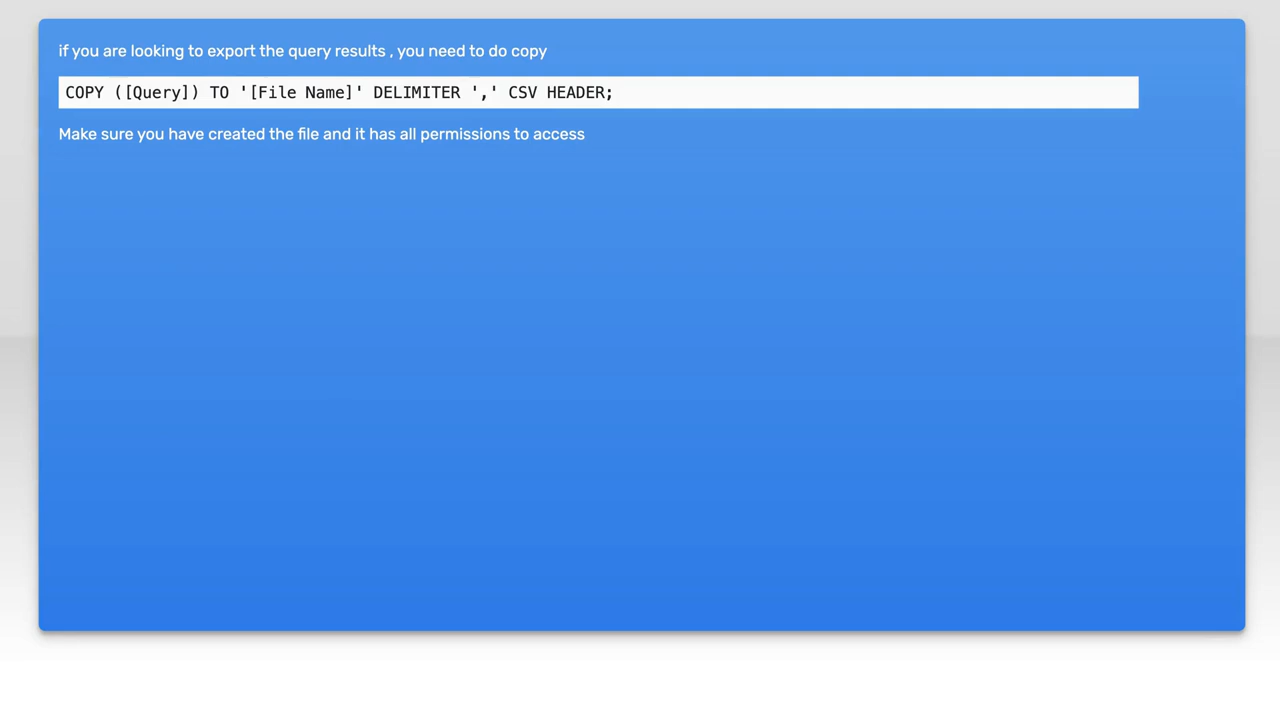 if you are looking to export the query results , you need to do copy
COPY ([Query]) TO '[File Name]' DELIMITER ',' CSV HEADER;
Make sure you have created the file and it has all permissions to access